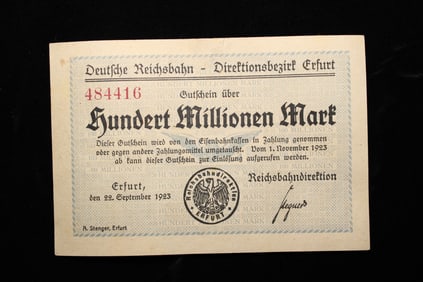 Deutsche Reichsbahn - Direktionsbezirk Erfurt
484416
Gutschein über
Hundert Millionen Mark
Dieser Gutschein wird von den Eisenbahnkassen in Zahlung genommen
oder gegen andere Zahlungsmittel umgetauscht. Vom 1. November 1923
ab kann dieser Gutschein zur Einlösung aufgerufen werden.
Erfurt,
den 22. September 1923
Reichsbahndirektion
ERFURT
Reichsbahndirektion
A. Stenger, Erfurt